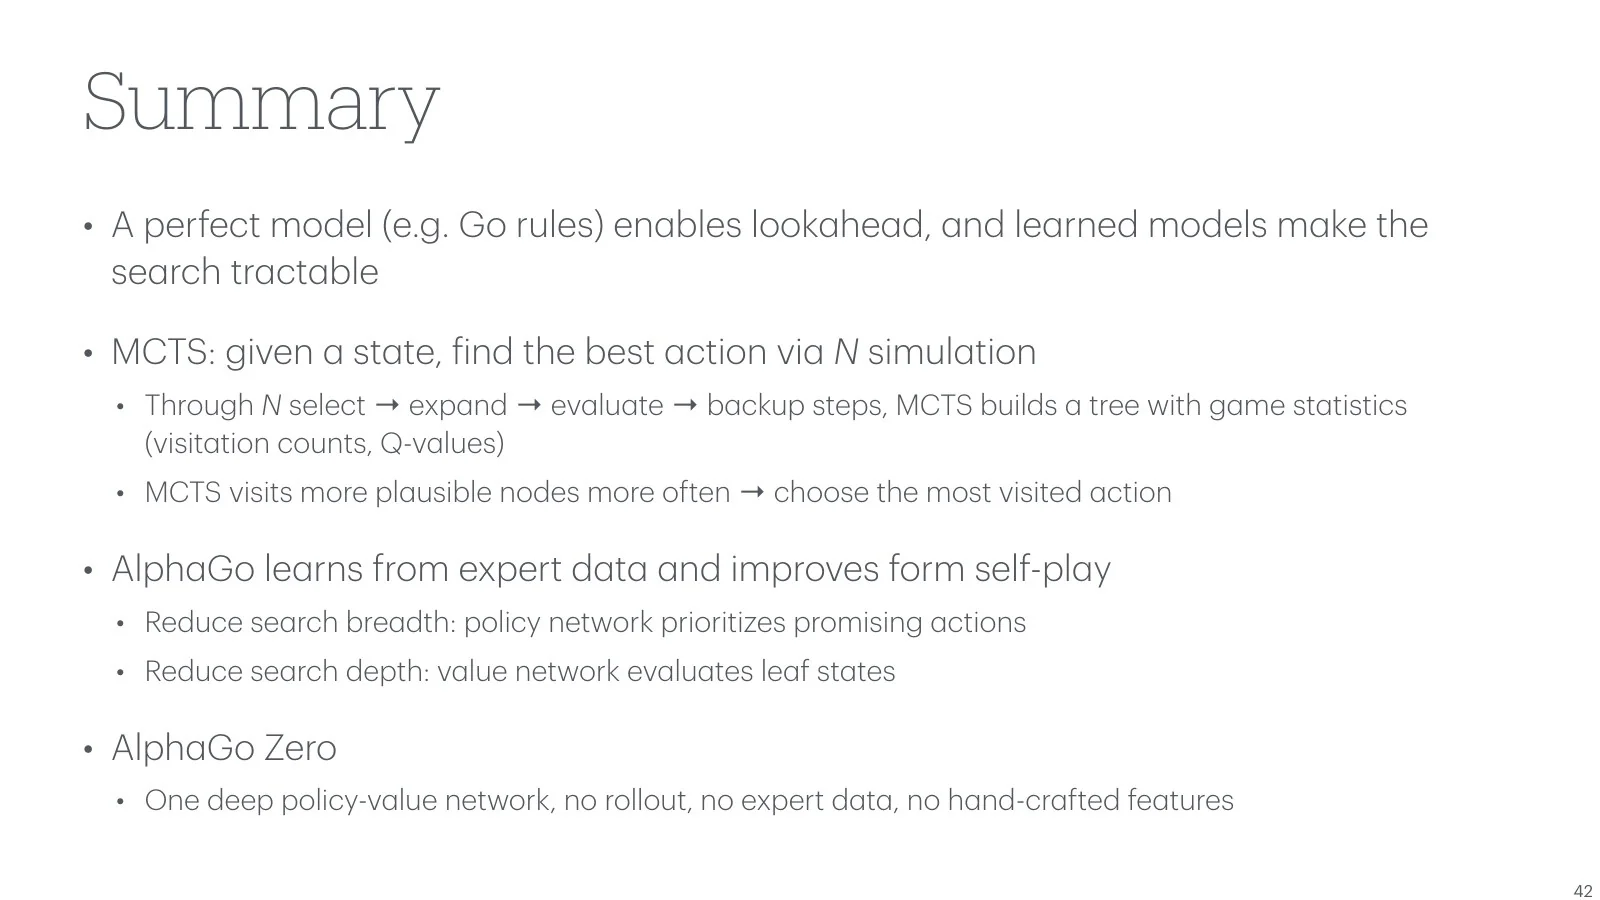 Summary
• A perfect model (e.g. Go rules) enables lookahead, and learned models make the
search tractable
• MCTS: given a state, find the best action via N simulation
• Through N select → expand → evaluate → backup steps, MCTS builds a tree with game statistics
(visitation counts, Q-values)
• MCTS visits more plausible nodes more often → choose the most visited action
• AlphaGo learns from expert data and improves form self-play
• Reduce search breadth: policy network prioritizes promising actions
• Reduce search depth: value network evaluates leaf states
• AlphaGo Zero
• One deep policy-value network, no rollout, no expert data, no hand-crafted features
42